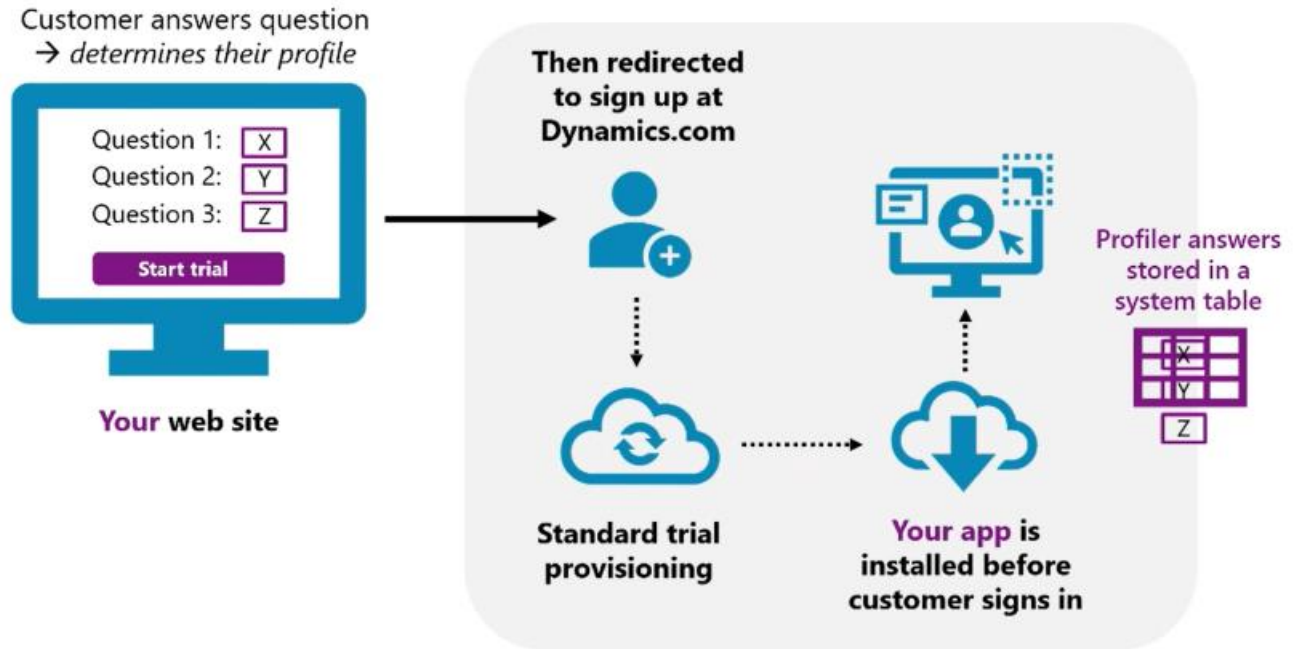 Customer answers question
→ determines their profile
Question 1: X
Question 2: Y
Question 3: Z
Start trial
Your web site
Then redirected
to sign up at
Dynamics.com
Standard trial
provisioning
Your app is
installed before
customer signs in
Profiler answers
stored in a
system table
X
Y
Z